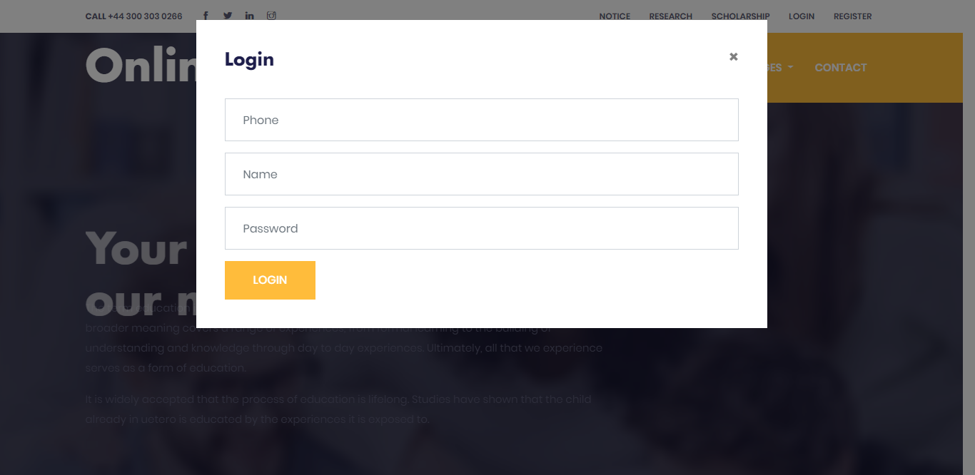 CALL +44 300 303 0266
NOTICE RESEARCH SCHOLARSHIP LOGIN REGISTER
Login
×
CONTACT
Phone
Name
Password
LOGIN
Your
our
understanding and knowledge through day to day experiences. Ultimately, all that we experience
serves as a form of education.
It is widely accepted that the process of education is lifelong. Studies have shown that the child
already in uetero is educated by the experiences it is exposed to.